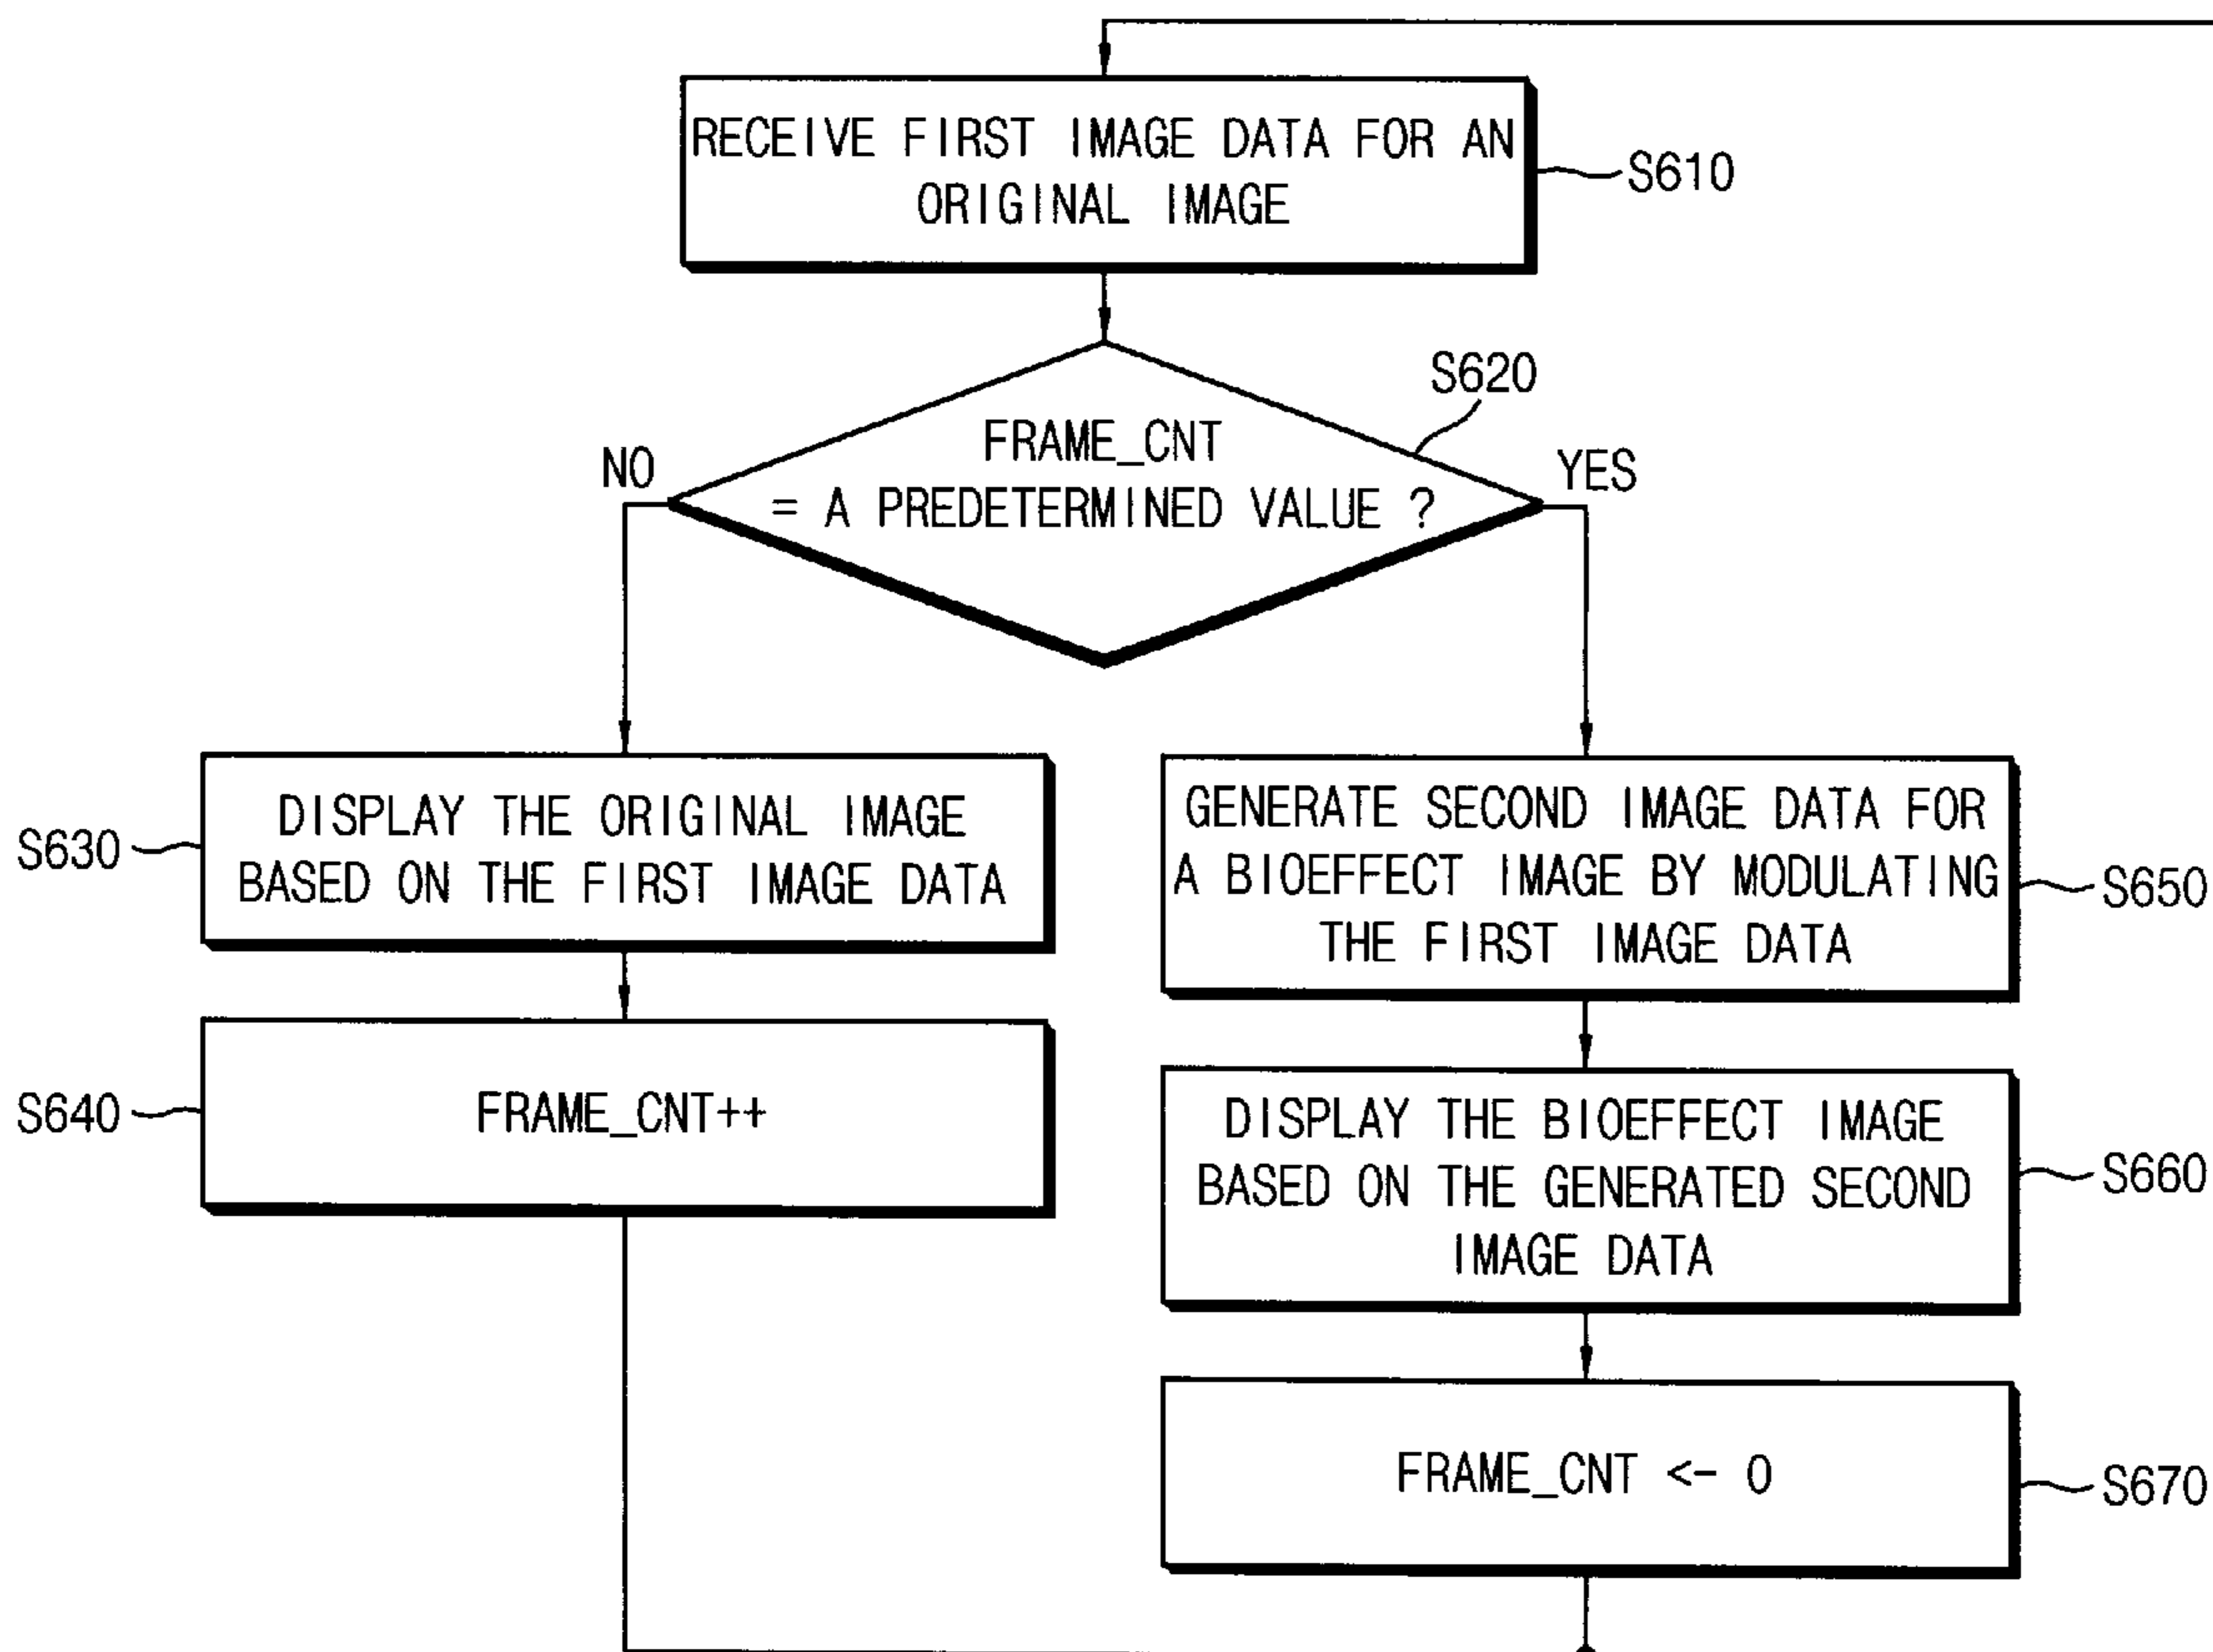 RECEIVE FIRST IMAGE DATA FOR AN
ORIGINAL IMAGE
S610
S620
FRAME_CNT
= A PREDETERMINED VALUE ?
NO
YES
DISPLAY THE ORIGINAL IMAGE
BASED ON THE FIRST IMAGE DATA
S630
FRAME_CNT++
S640
GENERATE SECOND IMAGE DATA FOR
A BIOEFFECT IMAGE BY MODULATING
THE FIRST IMAGE DATA
S650
DISPLAY THE BIOEFFECT IMAGE
BASED ON THE GENERATED SECOND
IMAGE DATA
S660
FRAME_CNT <- 0
S670